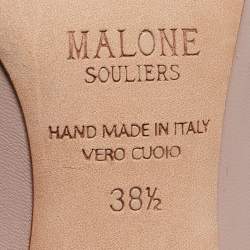 MALONE
SOULIERS
HAND MADE IN ITALY
VERO CUOIO
38½